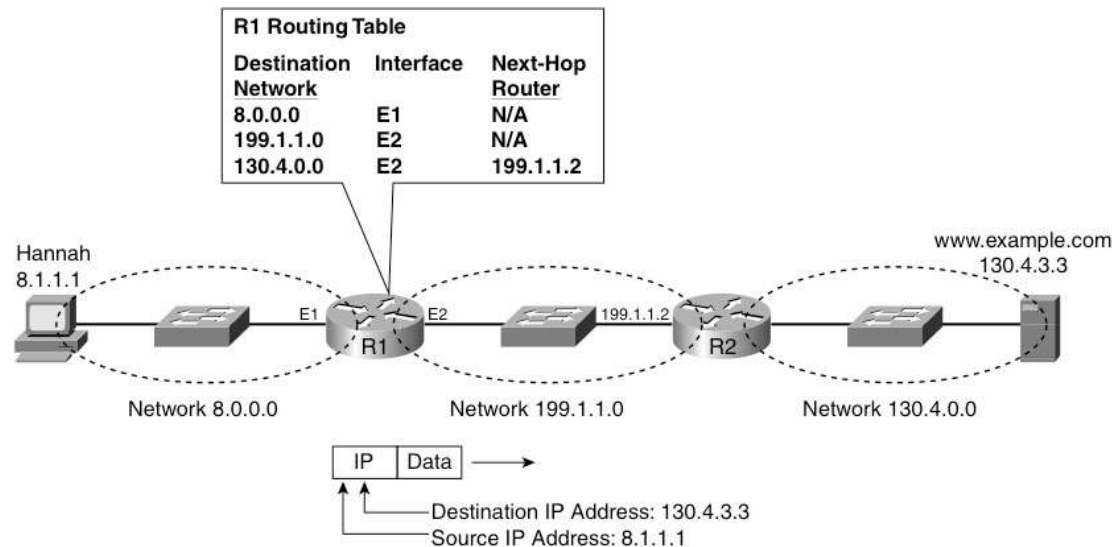 R1 Routing Table
Destination Network Interface Next-Hop Router
8.0.0.0 E1 N/A
199.1.1.0 E2 N/A
130.4.0.0 E2 199.1.1.2
Hannah
8.1.1.1
www.example.com
130.4.3.3
E1
R1
E2
199.1.1.2
R2
Network 8.0.0.0
Network 199.1.1.0
Network 130.4.0.0
IP Data
Destination IP Address: 130.4.3.3
Source IP Address: 8.1.1.1